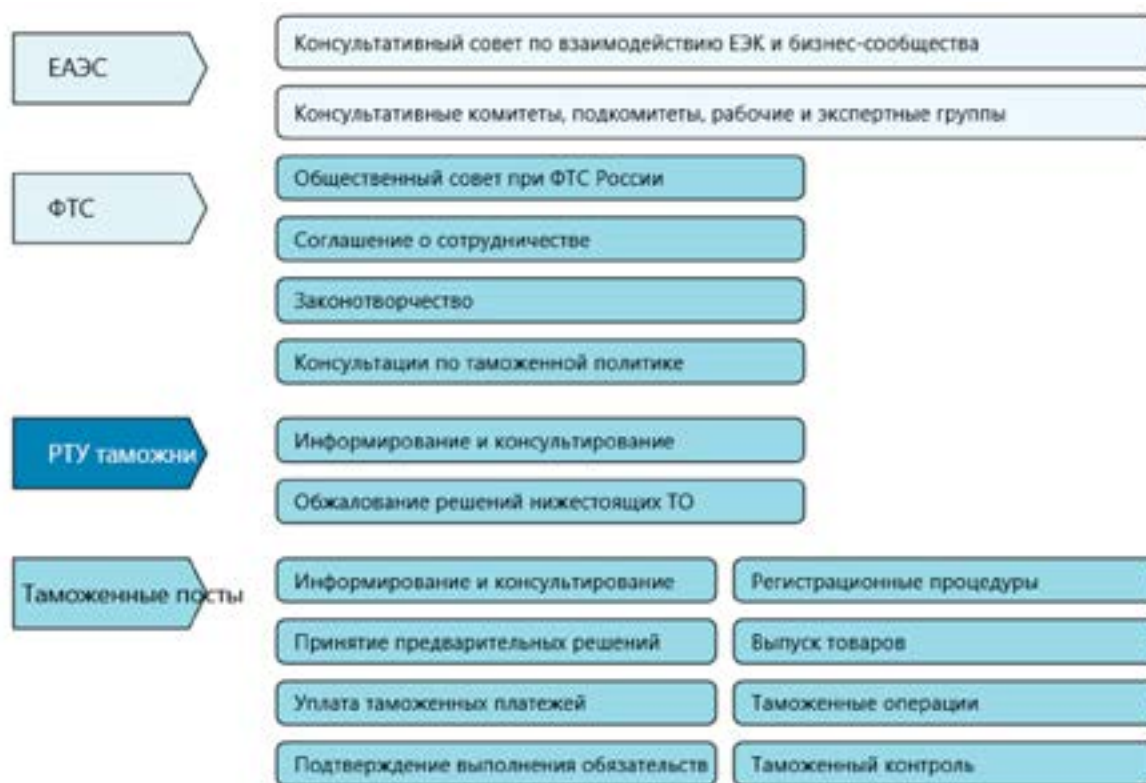 ЕАЭС
Консультативный совет по взаимодействию ЕЭК и бизнес-сообщества
Консультативные комитеты, подкомитеты, рабочие и экспертные группы
ФТС
Общественный совет при ФТС России
Соглашение о сотрудничестве
Законотворчество
Консультации по таможенной политике
РТУ таможни
Информирование и консультирование
Обжалование решений нижестоящих ТО
Таможенные посты
Информирование и консультирование
Регистрационные процедуры
Принятие предварительных решений
Выпуск товаров
Уплата таможенных платежей
Таможенные операции
Подтверждение выполнения обязательств
Таможенный контроль